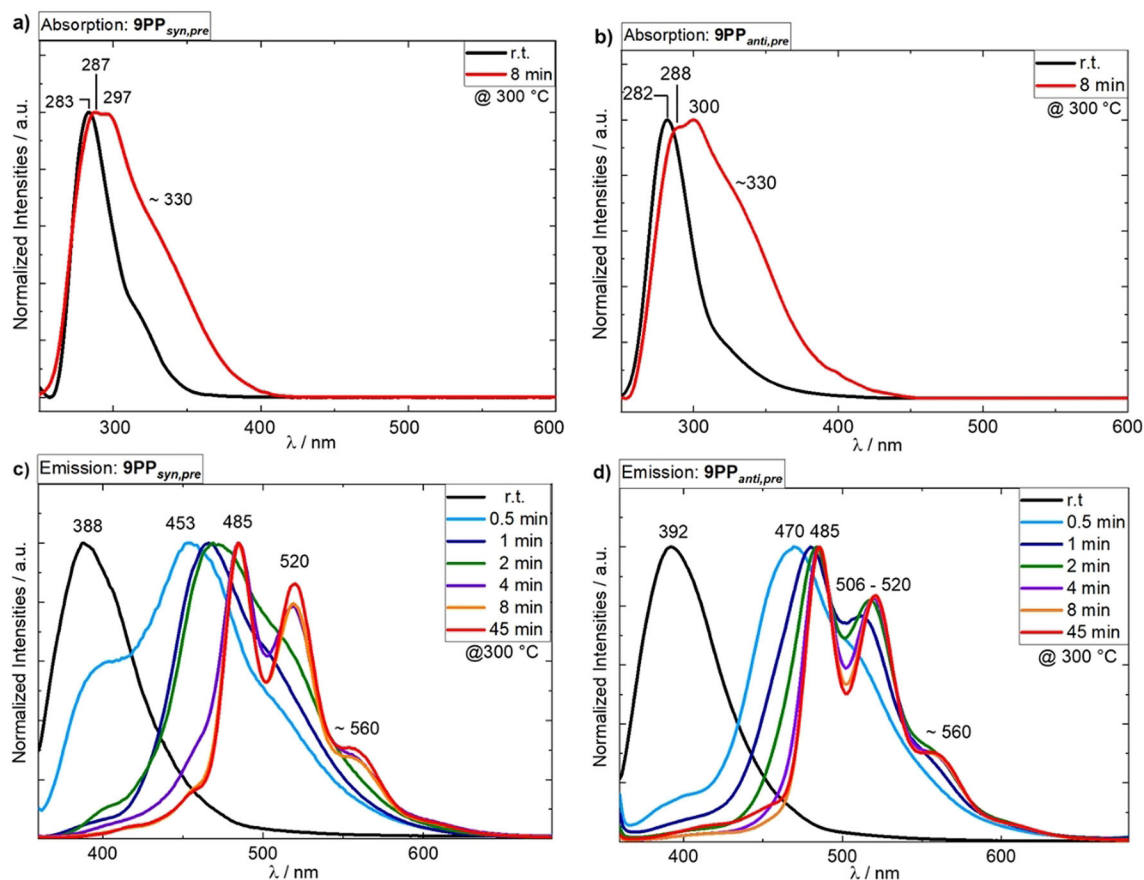 a) Absorption: 9PPsyn,pre
r.t.
8 min
@ 300 °C
287
283
297
~ 330
Normalized Intensities / a.u.
300
400
500
600
λ / nm
b) Absorption: 9PPanti,pre
r.t.
8 min
@ 300 °C
288
282
300
~330
Normalized Intensities / a.u.
300
400
500
600
λ / nm
c) Emission: 9PPsyn,pre
r.t.
0.5 min
1 min
2 min
4 min
8 min
45 min
@300 °C
388
453
485
520
~ 560
Normalized Intensities / a.u.
400
500
600
λ / nm
d) Emission: 9PPanti,pre
r.t
0.5 min
1 min
2 min
4 min
8 min
45 min
@ 300 °C
392
470
485
506 - 520
~ 560
Normalized Intensities / a.u.
400
500
600
λ / nm